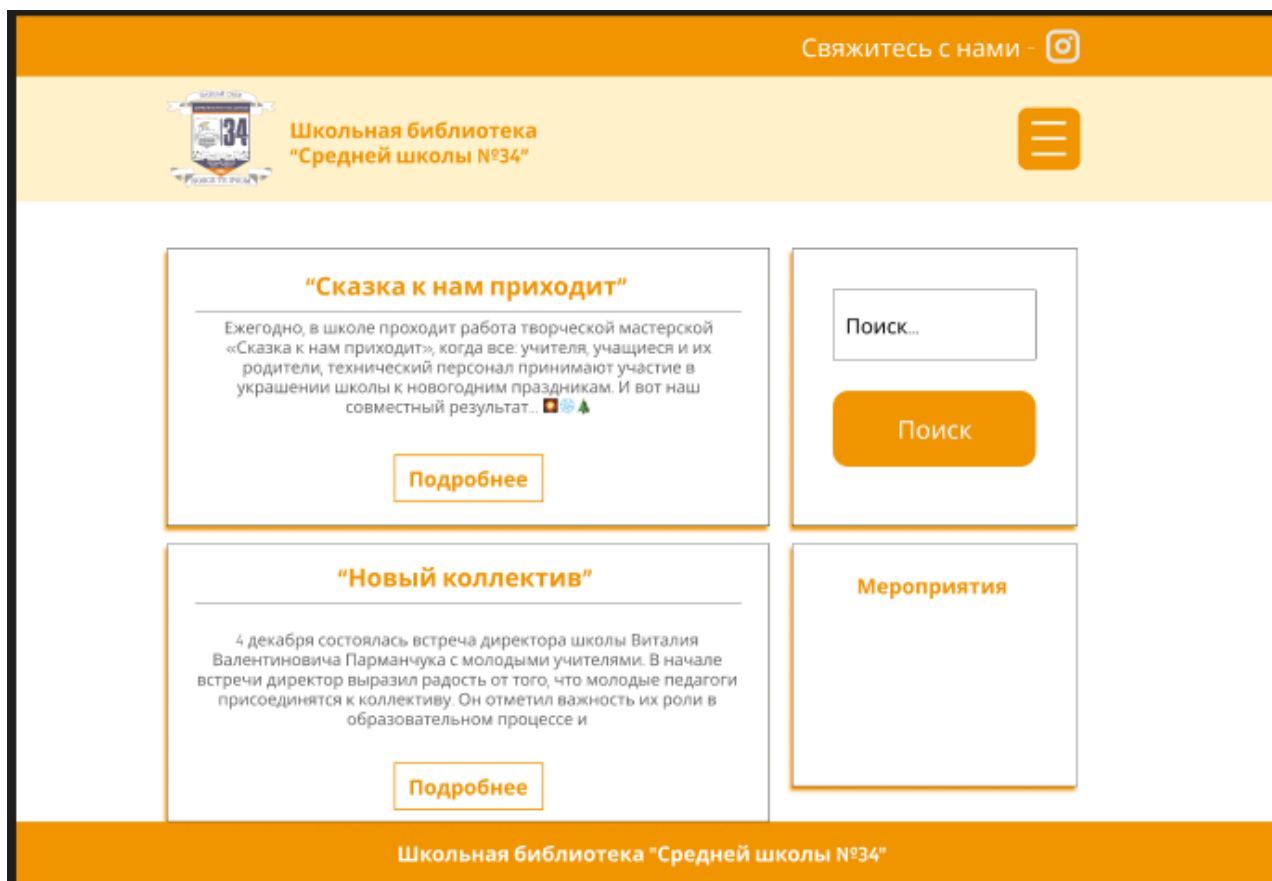 Свяжитесь с нами -
34
Школьная библиотека
“Средней школы №34”
“Сказка к нам приходит”
Ежегодно, в школе проходит работа творческой мастерской
«Сказка к нам приходит», когда все: учителя, учащиеся и их
родители, технический персонал принимают участие в
украшении школы к новогодним праздникам. И вот наш
совместный результат...
Подробнее
Поиск...
Поиск
“Новый коллектив”
4 декабря состоялась встреча директора школы Виталия
Валентиновича Парманчука с молодыми учителями. В начале
встречи директор выразил радость от того, что молодые педагоги
присоединятся к коллективу. Он отметил важность их роли в
образовательном процессе и
Подробнее
Мероприятия
Школьная библиотека "Средней школы №34"